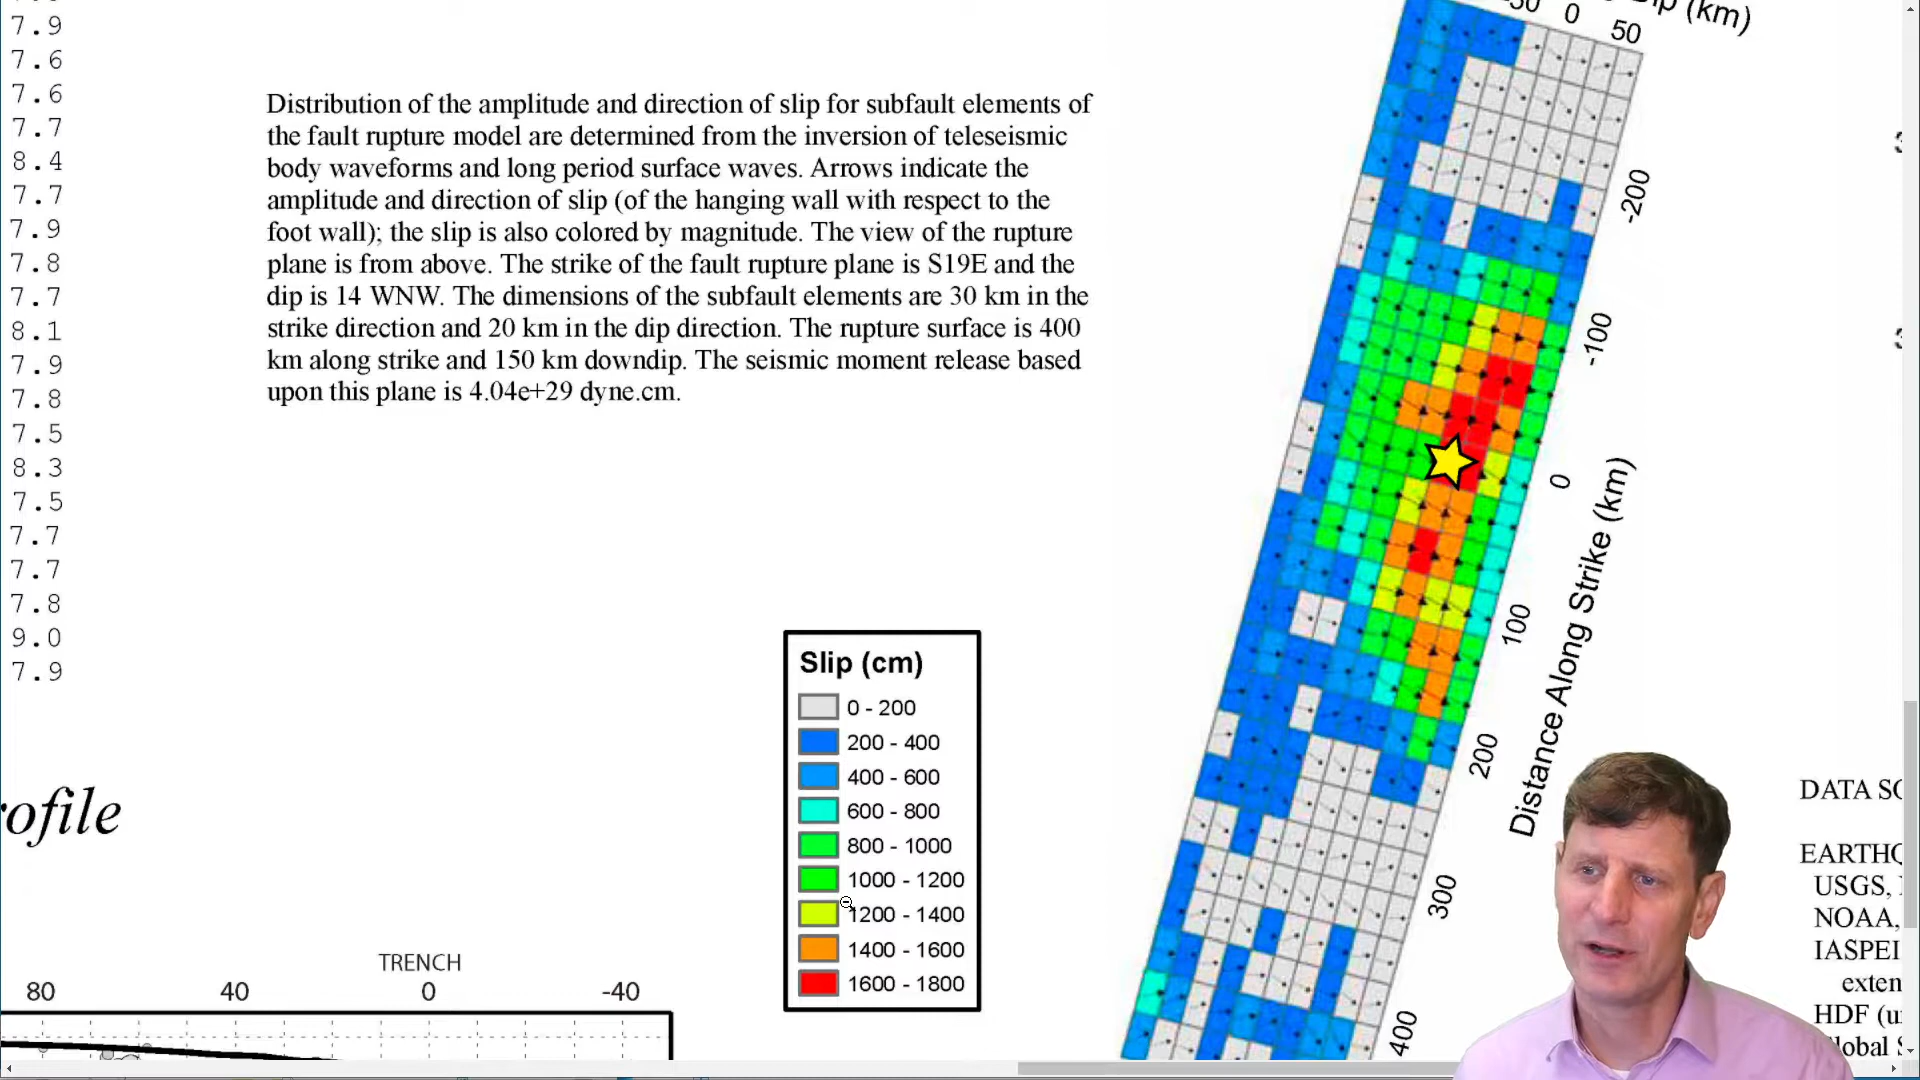 7.9
7.6
7.6
7.7
8.4
7.7
7.9
7.8
7.7
8.1
7.9
7.8
7.5
8.3
7.5
7.7
7.7
7.8
9.0
7.9
Distribution of the amplitude and direction of slip for subfault elements of
the fault rupture model are determined from the inversion of teleseismic
body waveforms and long period surface waves. Arrows indicate the
amplitude and direction of slip (of the hanging wall with respect to the
foot wall); the slip is also colored by magnitude. The view of the rupture
plane is from above. The strike of the fault rupture plane is S19E and the
dip is 14 WNW. The dimensions of the subfault elements are 30 km in the
strike direction and 20 km in the dip direction. The rupture surface is 400
km along strike and 150 km downdip. The seismic moment release based
upon this plane is 4.04e+29 dyne.cm.
(km)
0
50
-200
-100
0
100
200
300
400
Distance Along Strike (km)
Slip (cm)
0 - 200
200 - 400
400 - 600
600 - 800
800 - 1000
1000 - 1200
1200 - 1400
1400 - 1600
1600 - 1800
ofile
TRENCH
80 40 0 -40
DATA
USGS,
NOAA,
IASPEI
HDF